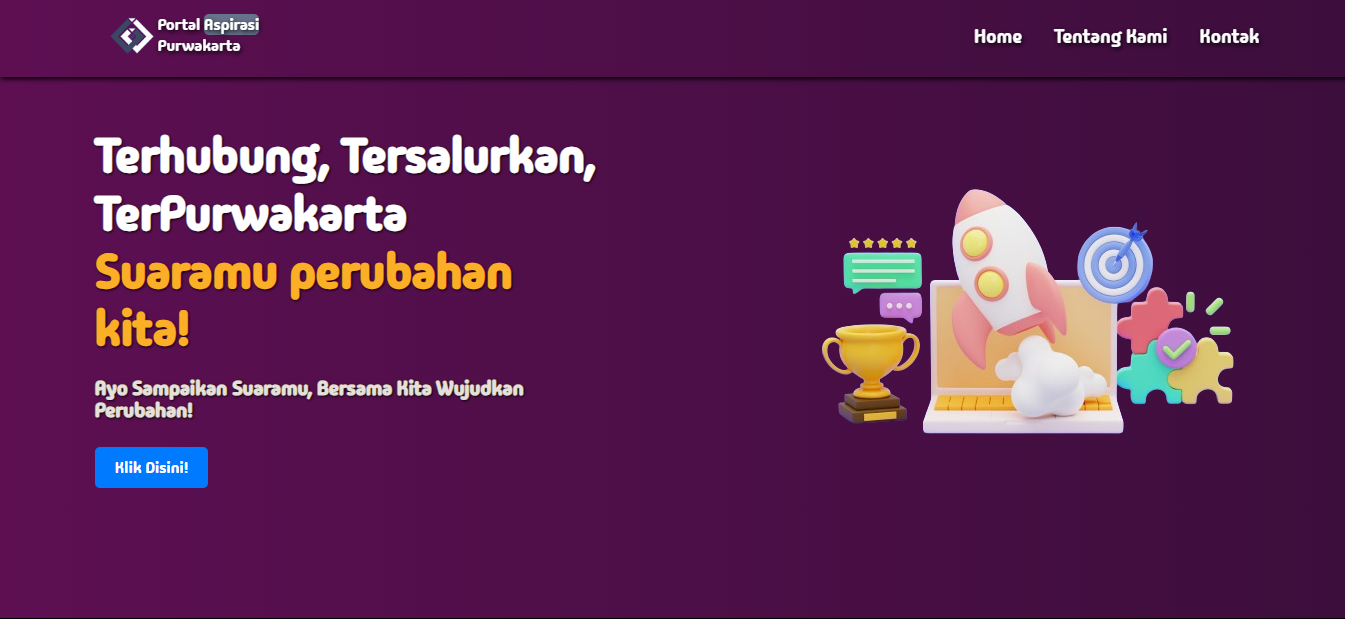 Portal Aspirasi
Purwakarta
Home
Tentang Kami
Kontak
Terhubung, Tersalurkan,
TerPurwakarta
Suaramu perubahan
kita!
Ayo Sampaikan Suaramu, Bersama Kita Wujudkan
Perubahan!
Klik Disini!